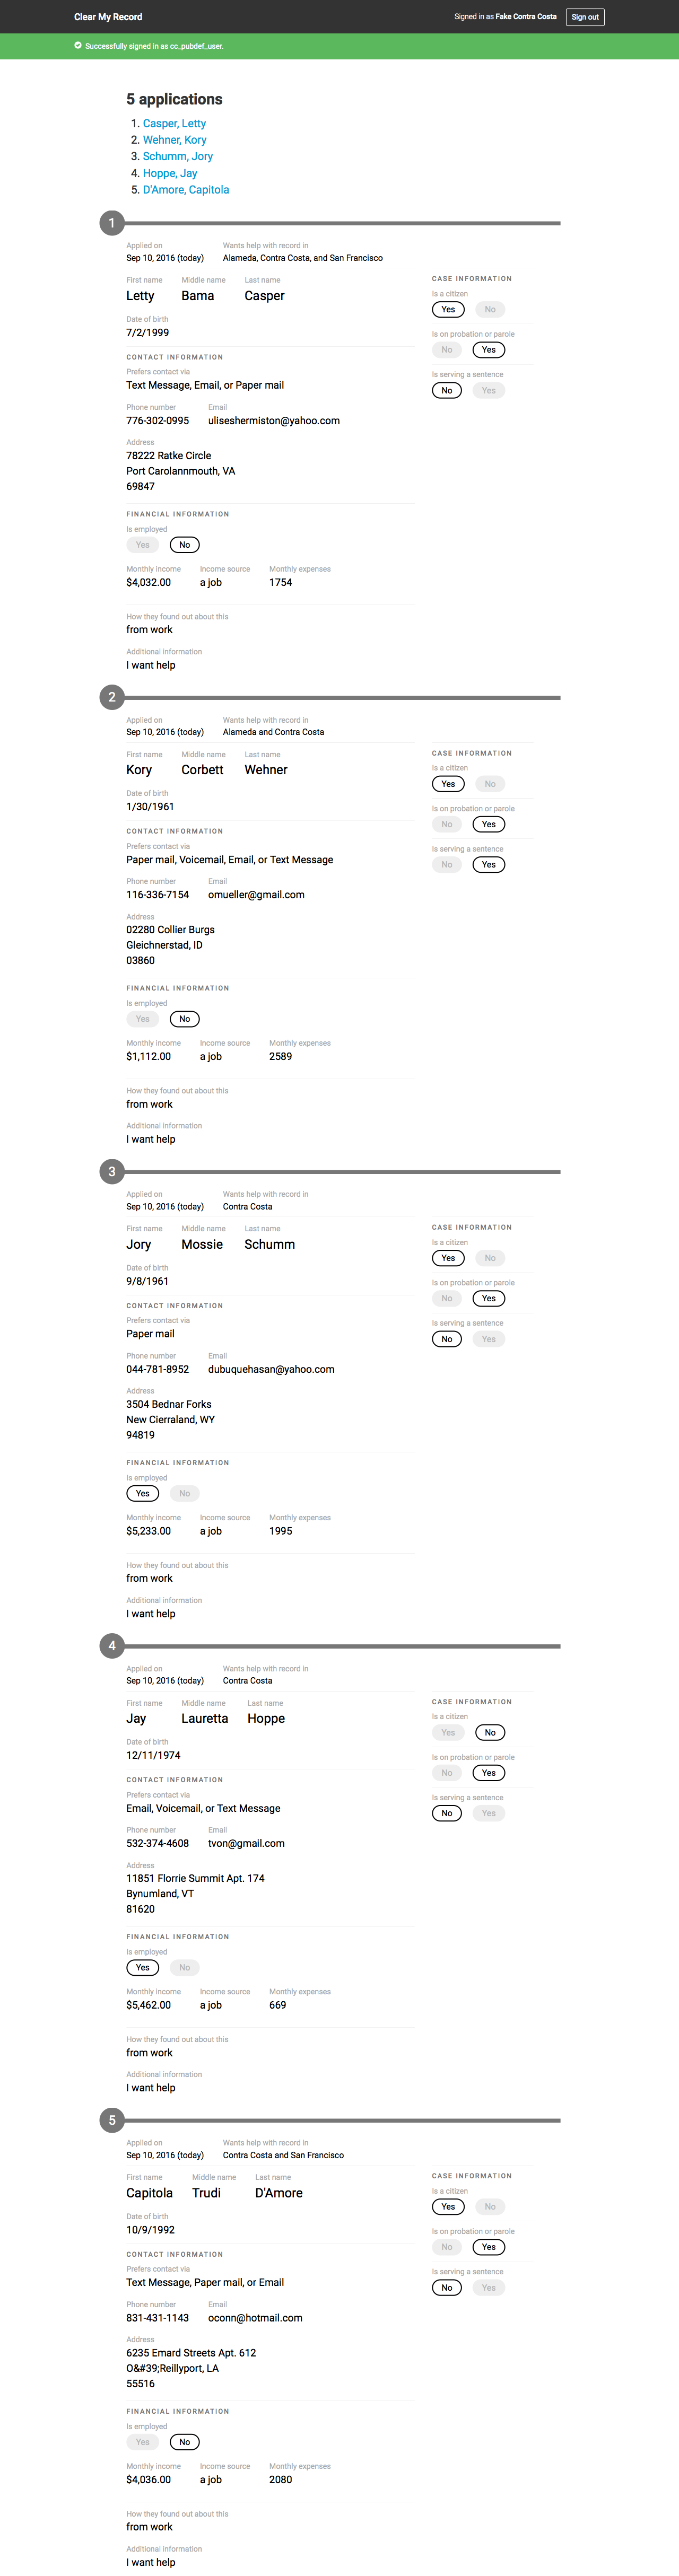 Clear My Record
Signed in as Fake Contra Costa Sign out
Successfully signed in as cc_pubdef_user.
5 applications
1. Casper, Letty
2. Wehner, Kory
3. Schumm, Jory
4. Hoppe, Jay
5. D'Amore, Capitola
1
Applied on Wants help with record in
Sep 10, 2016 (today) Alameda, Contra Costa, and San Francisco
First name Middle name Last name
Letty Bama Casper
Date of birth
7/2/1999
CONTACT INFORMATION
Prefers contact via
Text Message, Email, or Paper mail
Phone number Email
776-302-0995 uliseshermiston@yahoo.com
Address
78222 Ratke Circle
Port Carolannmouth, VA
69847
FINANCIAL INFORMATION
Is employed
Yes No
Monthly income Income source Monthly expenses
$4,032.00 a job 1754
How they found out about this
from work
Additional information
I want help
CASE INFORMATION
Is a citizen
Yes No
Is on probation or parole
No Yes
Is serving a sentence
No Yes
2
Applied on Wants help with record in
Sep 10, 2016 (today) Alameda and Contra Costa
First name Middle name Last name
Kory Corbett Wehner
Date of birth
1/30/1961
CONTACT INFORMATION
Prefers contact via
Paper mail, Voicemail, Email, or Text Message
Phone number Email
116-336-7154 omueller@gmail.com
Address
02280 Collier Burgs
Gleichnerstad, ID
03860
FINANCIAL INFORMATION
Is employed
Yes No
Monthly income Income source Monthly expenses
$1,112.00 a job 2589
How they found out about this
from work
Additional information
I want help
CASE INFORMATION
Is a citizen
Yes No
Is on probation or parole
No Yes
Is serving a sentence
No Yes
3
Applied on Wants help with record in
Sep 10, 2016 (today) Contra Costa
First name Middle name Last name
Jory Mossie Schumm
Date of birth
9/8/1961
CONTACT INFORMATION
Prefers contact via
Paper mail
Phone number Email
044-781-8952 dubuquehasan@yahoo.com
Address
3504 Bednar Forks
New Cierraland, WY
94819
FINANCIAL INFORMATION
Is employed
Yes No
Monthly income Income source Monthly expenses
$5,233.00 a job 1995
How they found out about this
from work
Additional information
I want help
CASE INFORMATION
Is a citizen
Yes No
Is on probation or parole
No Yes
Is serving a sentence
No Yes
4
Applied on Wants help with record in
Sep 10, 2016 (today) Contra Costa
First name Middle name Last name
Jay Lauretta Hoppe
Date of birth
12/11/1974
CONTACT INFORMATION
Prefers contact via
Email, Voicemail, or Text Message
Phone number Email
532-374-4608 tvon@gmail.com
Address
11851 Florrie Summit Apt. 174
Bynumland, VT
81620
FINANCIAL INFORMATION
Is employed
Yes No
Monthly income Income source Monthly expenses
$5,462.00 a job 669
How they found out about this
from work
Additional information
I want help
CASE INFORMATION
Is a citizen
Yes No
Is on probation or parole
No Yes
Is serving a sentence
No Yes
5
Applied on Wants help with record in
Sep 10, 2016 (today) Contra Costa and San Francisco
First name Middle name Last name
Capitola Trudi D'Amore
Date of birth
10/9/1992
CONTACT INFORMATION
Prefers contact via
Text Message, Paper mail, or Email
Phone number Email
831-431-1143 oconn@hotmail.com
Address
6235 Emard Streets Apt. 612
O&#39;Reillyport, LA
55516
FINANCIAL INFORMATION
Is employed
Yes No
Monthly income Income source Monthly expenses
$4,036.00 a job 2080
How they found out about this
from work
Additional information
I want help
CASE INFORMATION
Is a citizen
Yes No
Is on probation or parole
No Yes
Is serving a sentence
No Yes